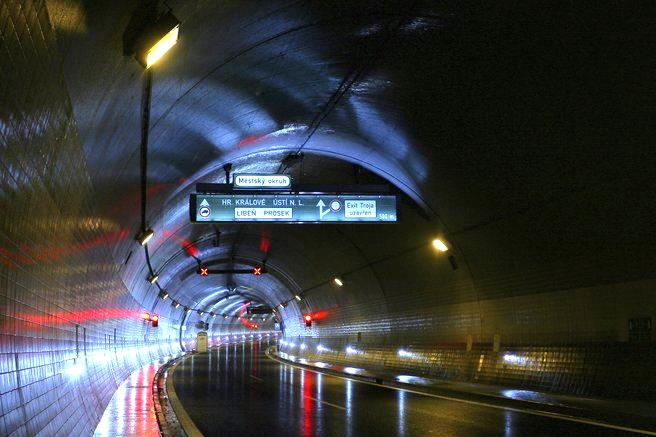 Městský okruh
HR. KRÁLOVÉ ÚSTÍ N. L.
LIBEŇ PROSEK
Exit Troja
uzavřen
500 m